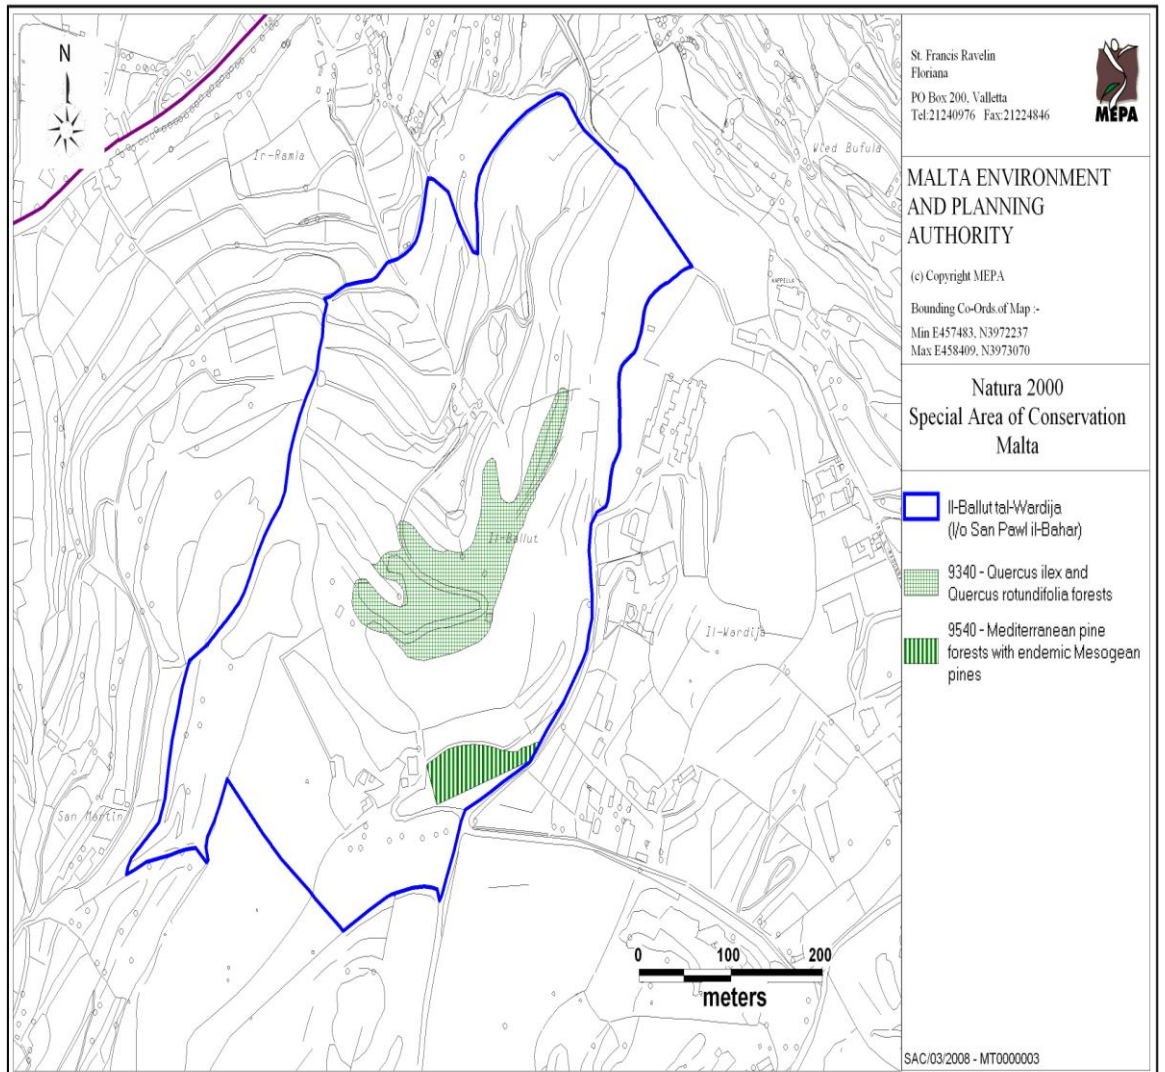 N
Ir-Ramla
Wied Bufula
KAPPELLA
Il-Ballut
Il-Wardija
San Martin
0 100 200
meters
St. Francis Ravelin
Floriana
PO Box 200, Valletta
Tel:21240976 Fax:21224846
MEPA
MALTA ENVIRONMENT
AND PLANNING
AUTHORITY
(c) Copyright MEPA
Bounding Co-Ords.of Map :-
Min E457483, N3972237
Max E458409, N3973070
Natura 2000
Special Area of Conservation
Malta
Il-Ballut tal-Wardija
(l/o San Pawl il-Bahar)
9340 - Quercus ilex and
Quercus rotundifolia forests
9540 - Mediterranean pine
forests with endemic Mesogean
pines
SAC/03/2008 - MT0000003